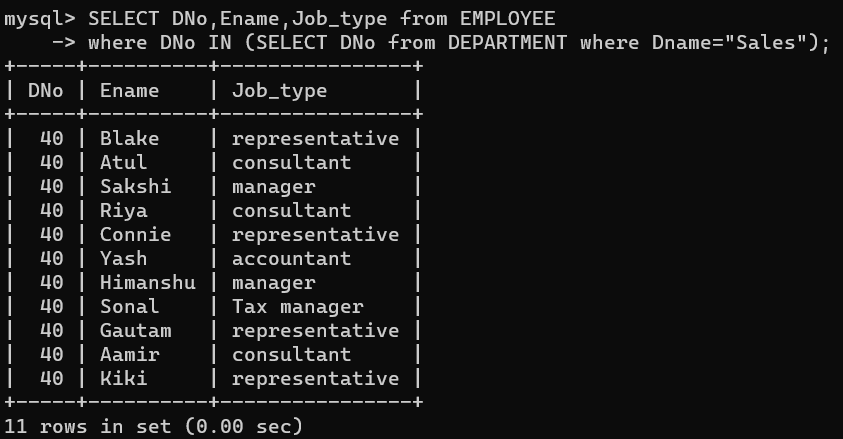 mysql> SELECT DNo,Ename,Job_type from EMPLOYEE
    -> where DNo IN (SELECT DNo from DEPARTMENT where Dname="Sales");
+-----+----------+----------------+
| DNo | Ename    | Job_type       |
+-----+----------+----------------+
|  40 | Blake    | representative |
|  40 | Atul     | consultant     |
|  40 | Sakshi   | manager        |
|  40 | Riya     | consultant     |
|  40 | Connie   | representative |
|  40 | Yash     | accountant     |
|  40 | Himanshu | manager        |
|  40 | Sonal    | Tax manager    |
|  40 | Gautam   | representative |
|  40 | Aamir    | consultant     |
|  40 | Kiki     | representative |
+-----+----------+----------------+
11 rows in set (0.00 sec)